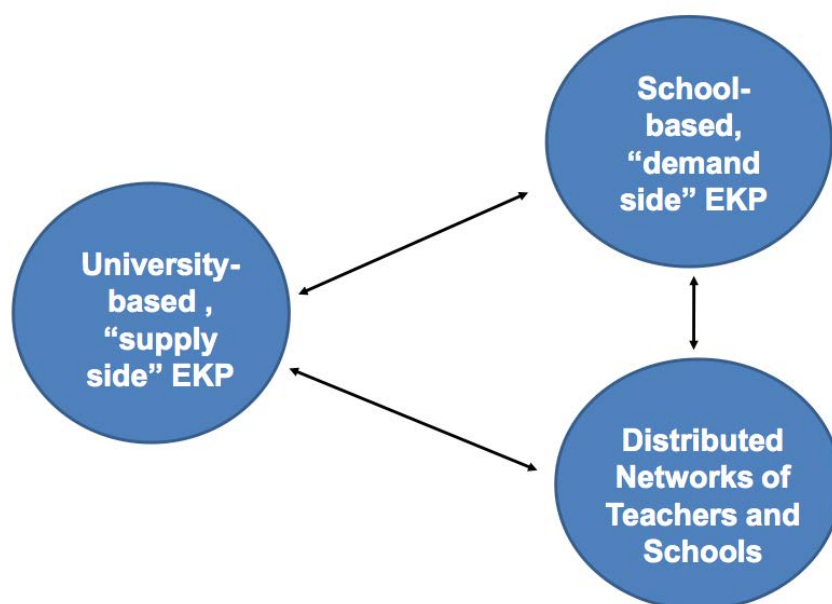 School-
based,
“demand
side” EKP
University-
based ,
“supply
side” EKP
Distributed
Networks of
Teachers and
Schools